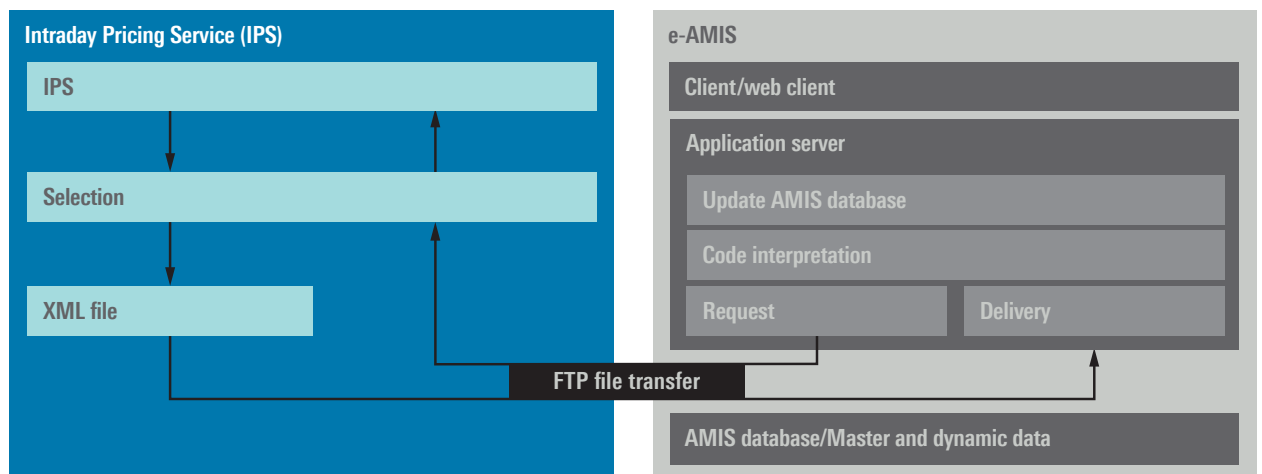 Intraday Pricing Service (IPS)
IPS
Selection
XML file
FTP file transfer
e-AMIS
Client/web client
Application server
Update AMIS database
Code interpretation
Request
Delivery
AMIS database/Master and dynamic data